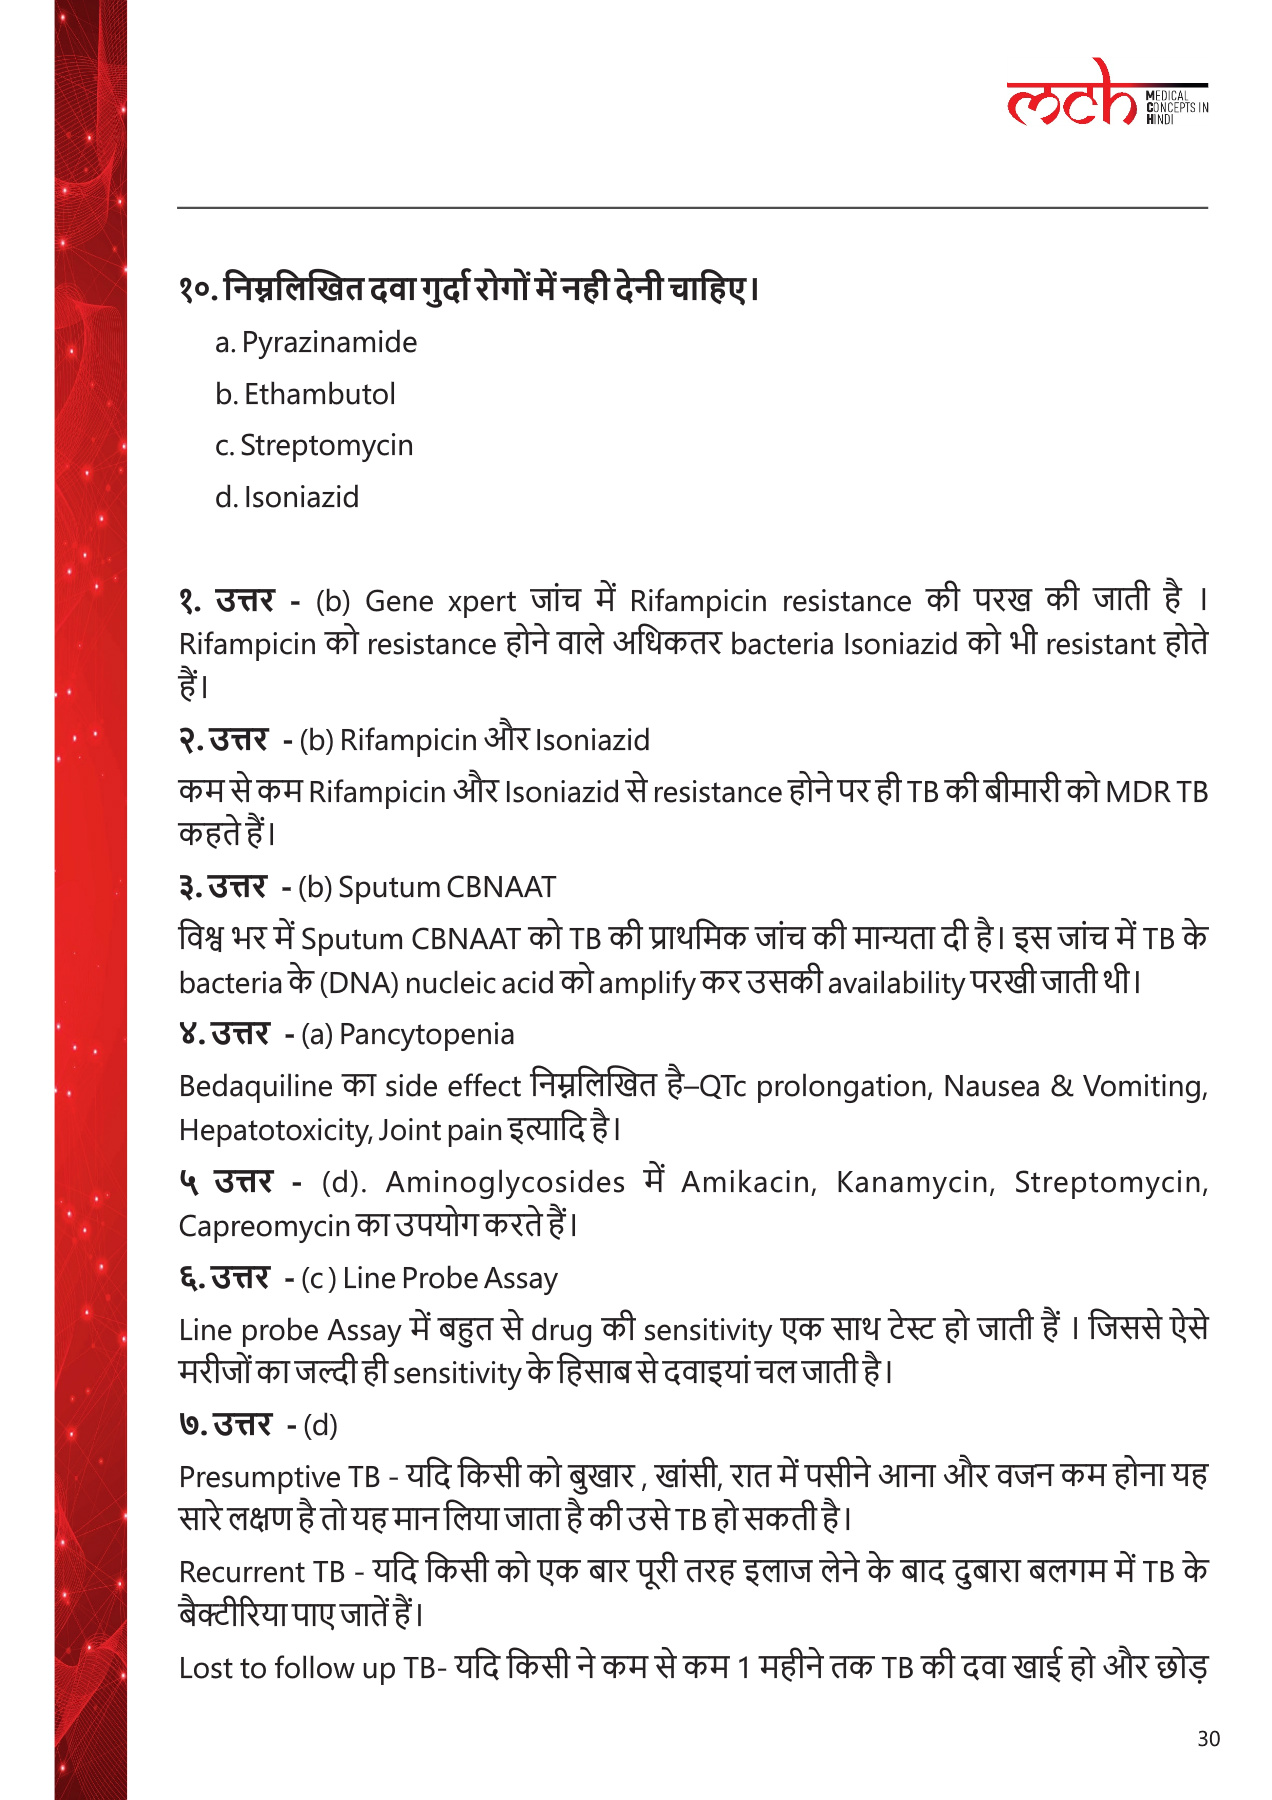 mch MEDICAL CONCEPTS IN HINDI
१०. निम्नलिखित दवा गुर्दा रोगों में नही देनी चाहिए।
a. Pyrazinamide
b. Ethambutol
c. Streptomycin
d. Isoniazid
१. उत्तर - (b) Gene xpert जांच में Rifampicin resistance की परख की जाती है ।
Rifampicin को resistance होने वाले अधिकतर bacteria Isoniazid को भी resistant होते
हैं।
२. उत्तर - (b) Rifampicin और Isoniazid
कम से कम Rifampicin और Isoniazid से resistance होने पर ही TB की बीमारी को MDR TB
कहते हैं।
३. उत्तर - (b) Sputum CBNAAT
विश्व भर में Sputum CBNAAT को TB की प्राथमिक जांच की मान्यता दी है। इस जांच में TB के
bacteria के (DNA) nucleic acid को amplify कर उसकी availability परखी जाती थी।
४. उत्तर - (a) Pancytopenia
Bedaquiline का side effect निम्नलिखित है–QTc prolongation, Nausea & Vomiting,
Hepatotoxicity, Joint pain इत्यादि है।
५ उत्तर - (d). Aminoglycosides में Amikacin, Kanamycin, Streptomycin,
Capreomycin का उपयोग करते हैं।
६. उत्तर - (c ) Line Probe Assay
Line probe Assay में बहुत से drug की sensitivity एक साथ टेस्ट हो जाती हैं । जिससे ऐसे
मरीजों का जल्दी ही sensitivity के हिसाब से दवाइयां चल जाती है।
७. उत्तर - (d)
Presumptive TB - यदि किसी को बुखार , खांसी, रात में पसीने आना और वजन कम होना यह
सारे लक्षण है तो यह मान लिया जाता है की उसे TB हो सकती है।
Recurrent TB - यदि किसी को एक बार पूरी तरह इलाज लेने के बाद दुबारा बलगम में TB के
बैक्टीरिया पाए जातें हैं।
Lost to follow up TB- यदि किसी ने कम से कम 1 महीने तक TB की दवा खाई हो और छोड़
30